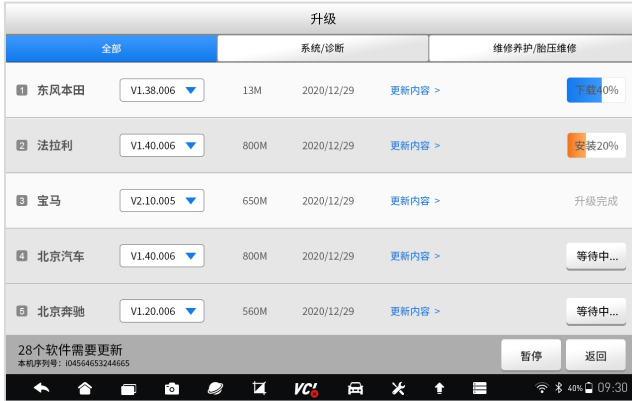 升级
全部 系统/诊断 维修养护/胎压维修
1 东风本田 V1.38.006 13M 2020/12/29 更新内容 > 下载40%
2 法拉利 V1.40.006 800M 2020/12/29 更新内容 > 安装20%
3 宝马 V2.10.005 650M 2020/12/29 更新内容 > 升级完成
4 北京汽车 V1.40.006 800M 2020/12/29 更新内容 > 等待中...
5 北京奔驰 V1.20.006 560M 2020/12/29 更新内容 > 等待中...
28个软件需要更新
本机序列号：i04564653244665
暂停 返回
VCI 40% 09:30